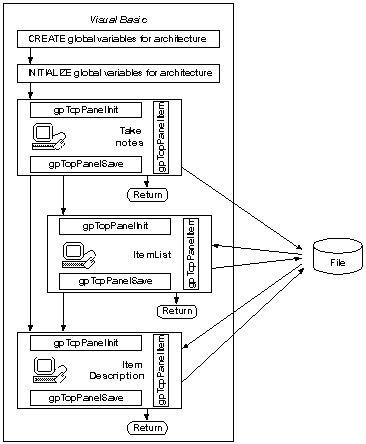 Visual Basic
CREATE global variables for architecture
INITIALIZE global variables for architecture
gpTcpPanelInit
gpTcpPanelItem
Take
notes
gpTcpPanelSave
Return
gpTcpPanelInit
gpTcpPanelItem
ItemList
gpTcpPanelSave
File
Return
gpTcpPanelInit
gpTcpPanelItem
Item
Description
gpTcpPanelSave
Return